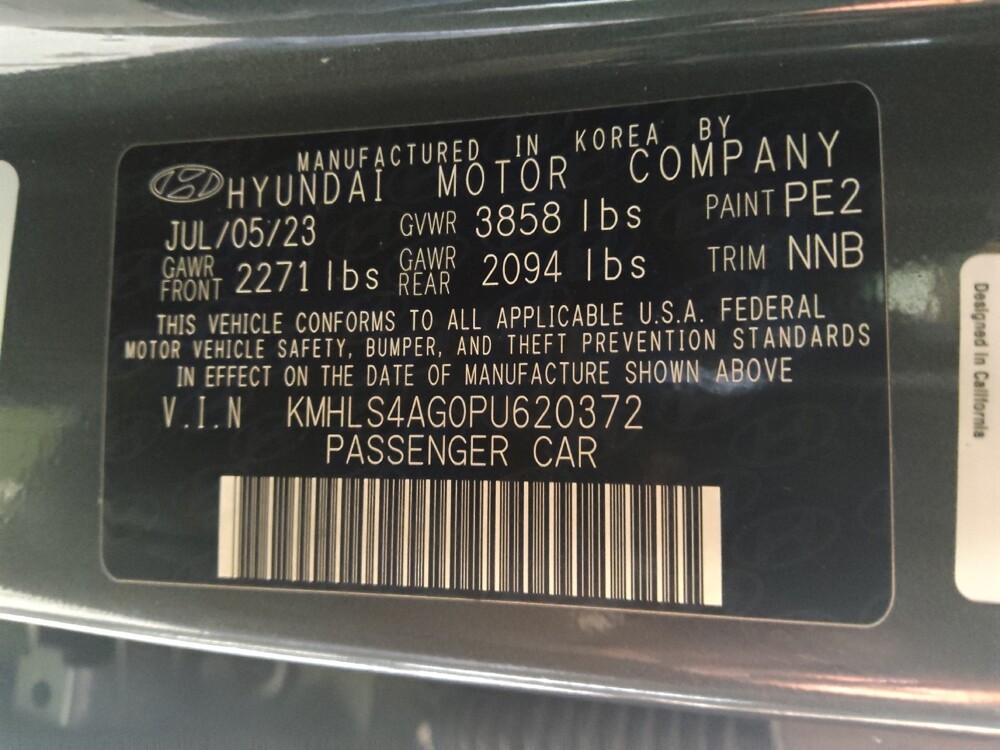 MANUFACTURED IN KOREA BY
HYUNDAI MOTOR COMPANY
JUL/05/23 GVWR 3858 lbs PAINT PE2
GAWR FRONT 2271 lbs GAWR REAR 2094 lbs TRIM NNB
THIS VEHICLE CONFORMS TO ALL APPLICABLE U.S.A. FEDERAL
MOTOR VEHICLE SAFETY, BUMPER, AND THEFT PREVENTION STANDARDS
IN EFFECT ON THE DATE OF MANUFACTURE SHOWN ABOVE
V.I.N KMHLS4AG0PU620372
PASSENGER CAR
Designed in California